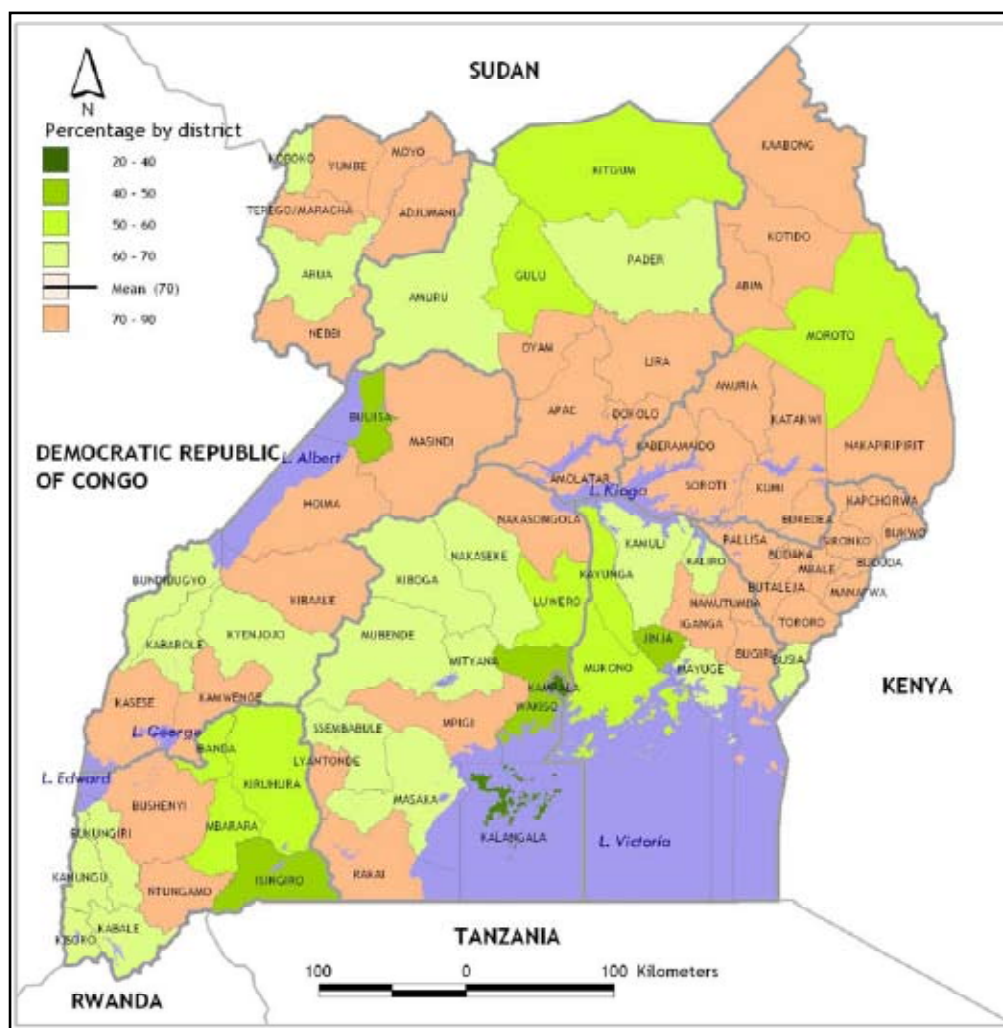 SUDAN
N
Percentage by district
20 - 40
40 - 50
50 - 60
60 - 70
Mean (70)
70 - 90
KOBOKO
YUMBE
MOYO
TEREGO/MARACHA
ADJUMANI
ARUA
NEBBI
AMURU
KITGUM
GULU
PADER
KAABONG
KOTIDO
ABIM
MOROTO
OYAM
LIRA
AMURIA
KATAKWI
NAKAPIRIPIRIT
BULIISA
MASINDI
APAC
DOKOLO
KABERAMAIDO
DEMOCRATIC REPUBLIC
OF CONGO
L. Albert
HOIMA
AMOLATAR
L. Kioga
SOROTI
KUMI
BUKEDEA
KAPCHORWA
BUKWO
NAKASONGOLA
SIRONKO
PALLISA
BUDAKA
MBALE
BUDUDA
BUTALEJA
MANAFWA
TORORO
NAKASEKE
KIBOGA
LUWERO
KAYUNGA
KAMULI
KALIRO
NAMUTUMBA
IGANGA
BUGIRI
BUSIA
BUNDIBUGYO
KIBAALE
KABAROLE
KYENJOJO
MUBENDE
MITYANA
KAMPALA
WAKISO
MUKONO
JINJA
MAYUGE
KENYA
KASESE
KAMWENGE
L. George
SSEMBABULE
MPIGI
LYANTONDE
L. Edward
IBANDA
KIRUHURA
BUSHENYI
MBARARA
MASAKA
KALANGALA
L. Victoria
RUKUNGIRI
KANUNGU
NTUNGAMO
ISINGIRO
RAKAI
KISORO
KABALE
TANZANIA
100 0 100 Kilometers
RWANDA